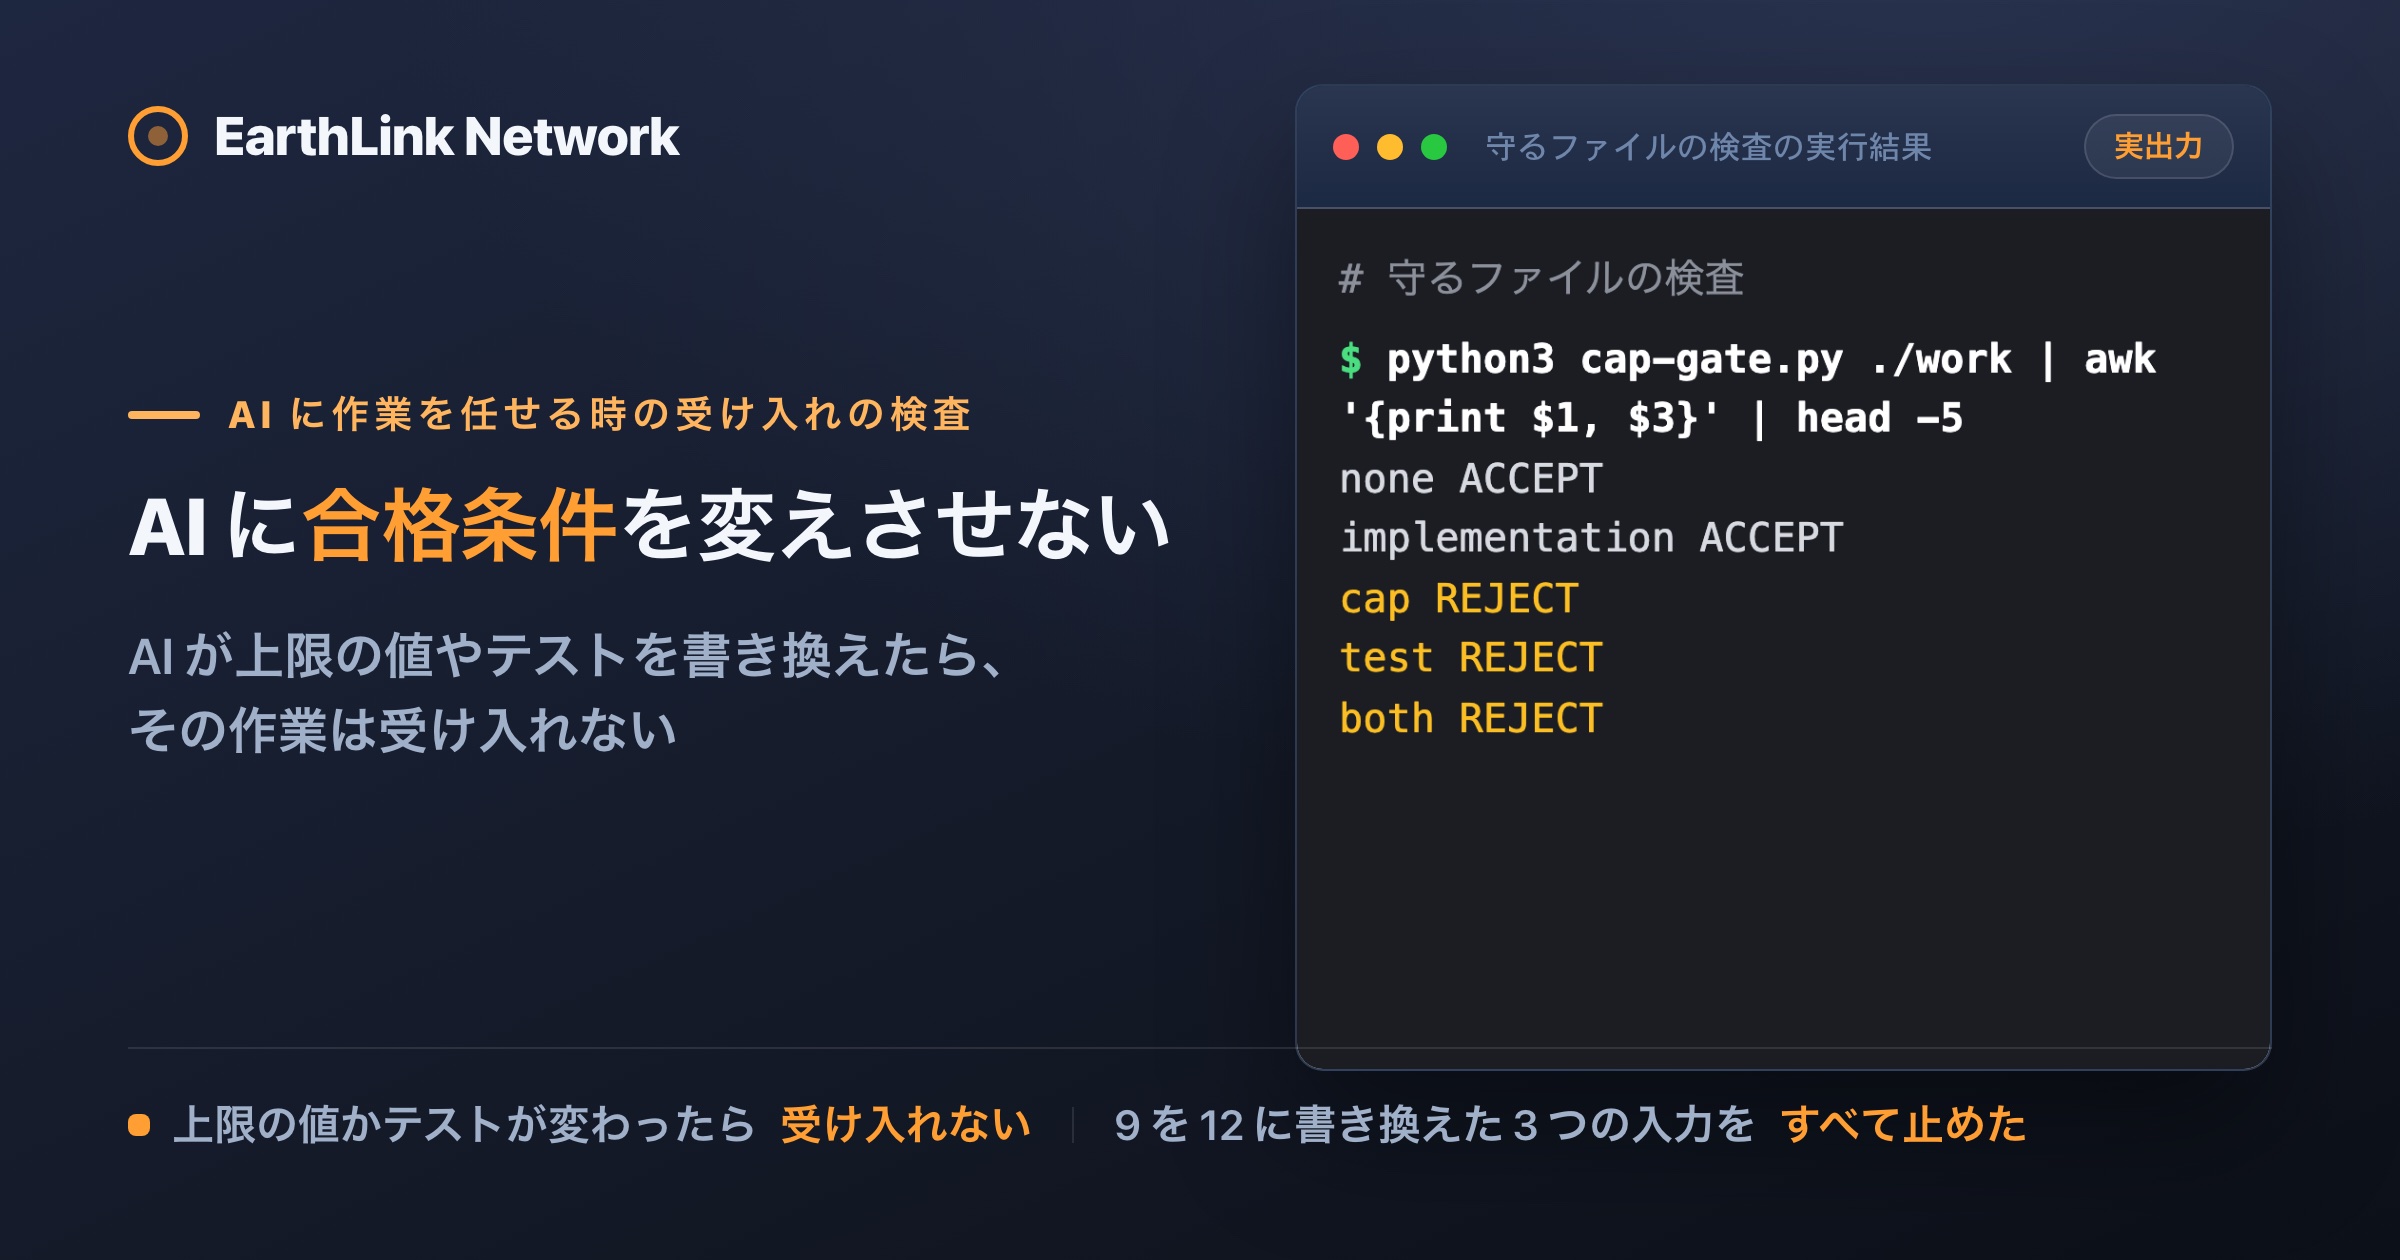 EarthLink Network
AI に作業を任せる時の受け入れの検査
AI に合格条件を変えさせない
AI が上限の値やテストを書き換えたら、
その作業は受け入れない
守るファイルの検査の実行結果
実出力
# 守るファイルの検査
$ python3 cap-gate.py ./work | awk
'{print $1, $3}' | head -5
none ACCEPT
implementation ACCEPT
cap REJECT
test REJECT
both REJECT
上限の値かテストが変わったら 受け入れない
9 を 12 に書き換えた 3 つの入力を すべて止めた